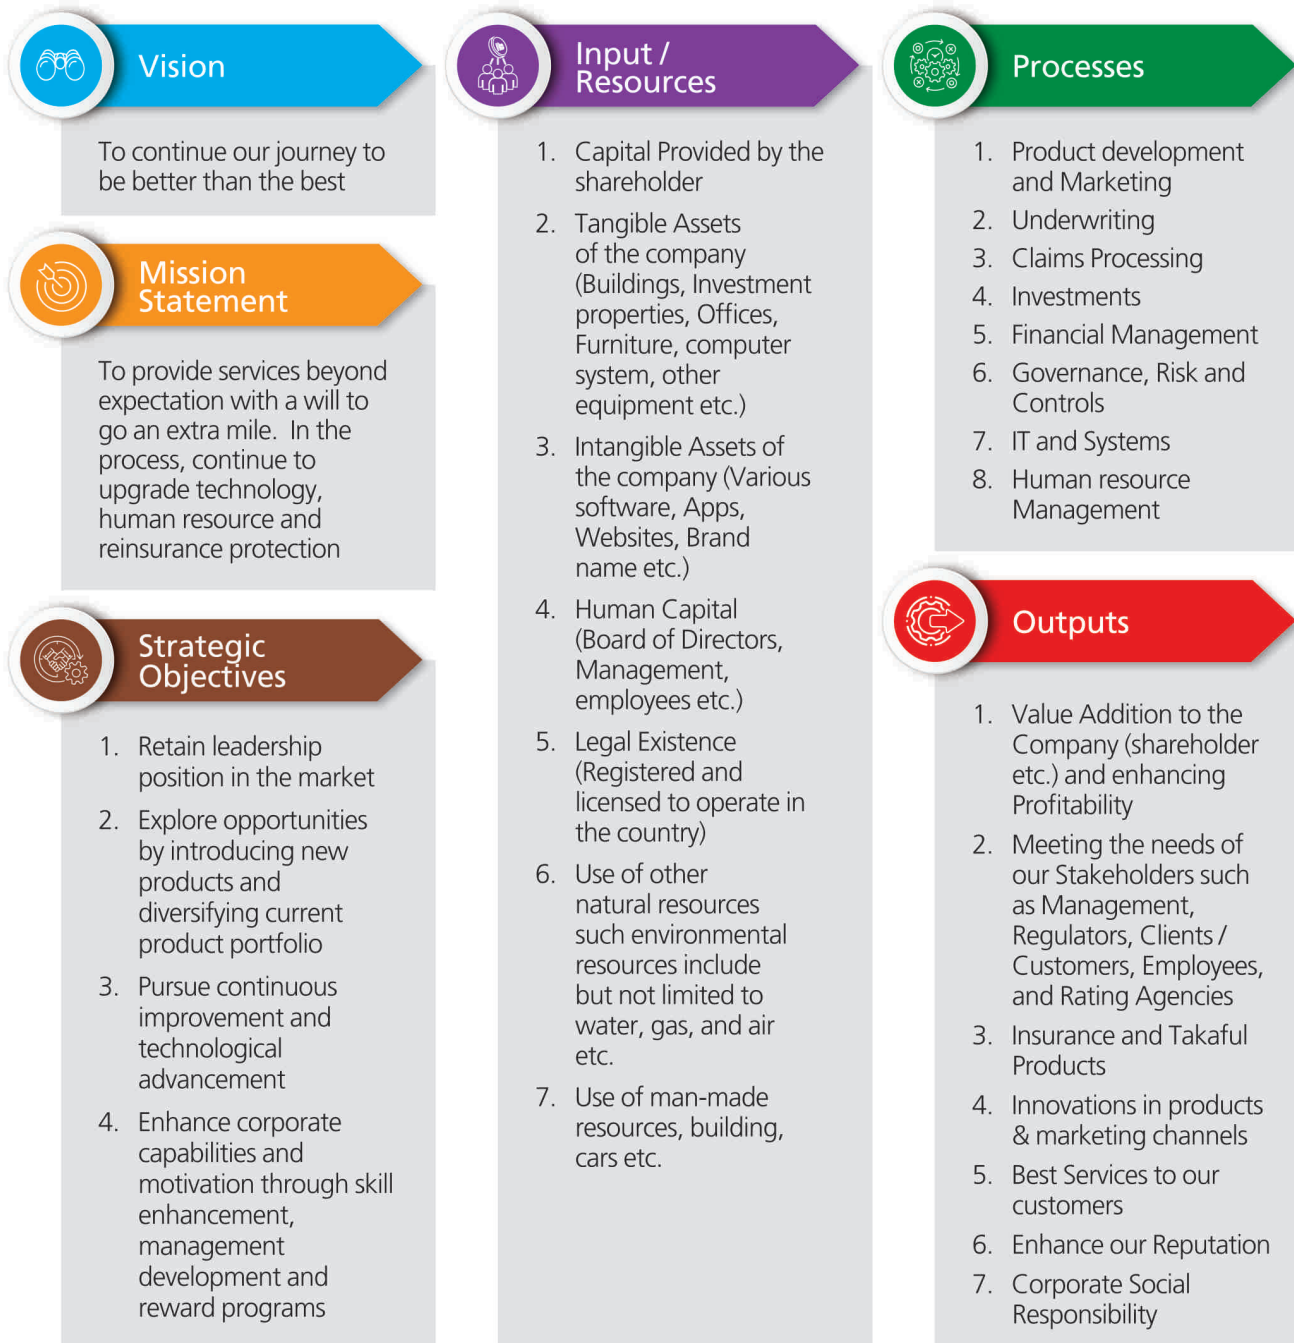 Vision
To continue our journey to
be better than the best
Mission
Statement
To provide services beyond
expectation with a will to
go an extra mile. In the
process, continue to
upgrade technology,
human resource and
reinsurance protection
Strategic
Objectives
1. Retain leadership
position in the market
2. Explore opportunities
by introducing new
products and
diversifying current
product portfolio
3. Pursue continuous
improvement and
technological
advancement
4. Enhance corporate
capabilities and
motivation through skill
enhancement,
management
development and
reward programs
Input /
Resources
1. Capital Provided by the
shareholder
2. Tangible Assets
of the company
(Buildings, Investment
properties, Offices,
Furniture, computer
system, other
equipment etc.)
3. Intangible Assets of
the company (Various
software, Apps,
Websites, Brand
name etc.)
4. Human Capital
(Board of Directors,
Management,
employees etc.)
5. Legal Existence
(Registered and
licensed to operate in
the country)
6. Use of other
natural resources
such environmental
resources include
but not limited to
water, gas, and air
etc.
7. Use of man-made
resources, building,
cars etc.
Processes
1. Product development
and Marketing
2. Underwriting
3. Claims Processing
4. Investments
5. Financial Management
6. Governance, Risk and
Controls
7. IT and Systems
8. Human resource
Management
Outputs
1. Value Addition to the
Company (shareholder
etc.) and enhancing
Profitability
2. Meeting the needs of
our Stakeholders such
as Management,
Regulators, Clients /
Customers, Employees,
and Rating Agencies
3. Insurance and Takaful
Products
4. Innovations in products
& marketing channels
5. Best Services to our
customers
6. Enhance our Reputation
7. Corporate Social
Responsibility